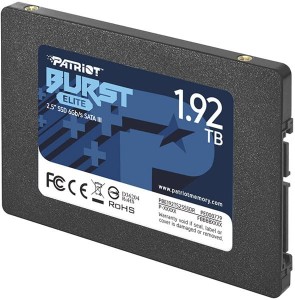 PATRIOT
BURST
ELITE
2.5" SSD 6Gb/s SATA III
1.92
TB
www.patriotmemory.com
FC CE
RoHS
Warranty void if seal, label
or case is damaged or removed